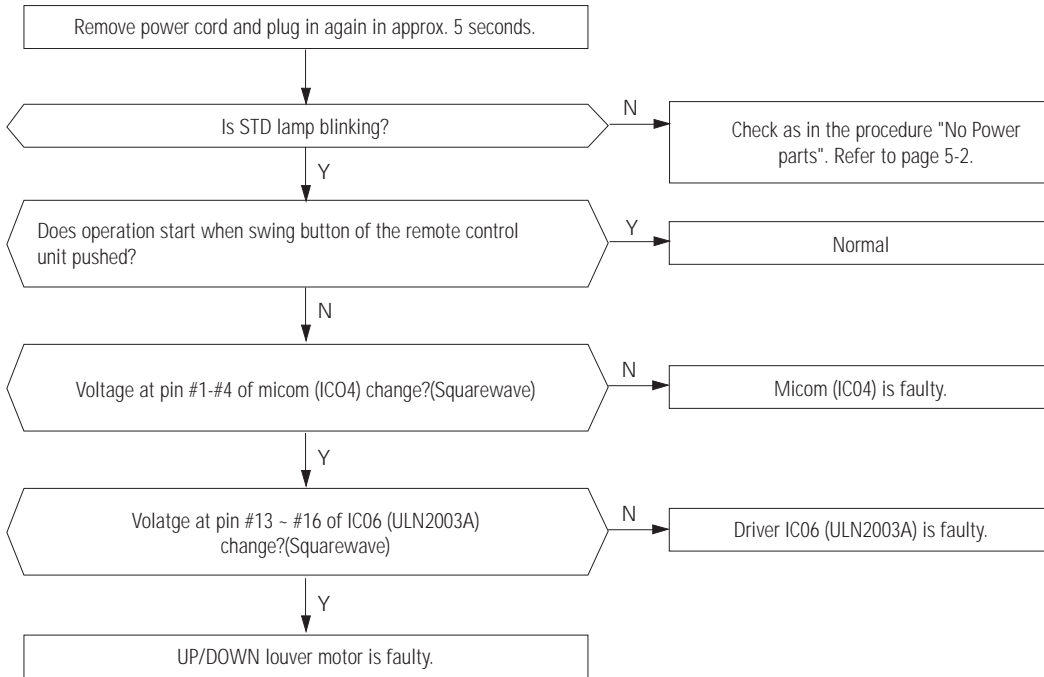 Remove power cord and plug in again in approx. 5 seconds.
Is STD lamp blinking?
N
Check as in the procedure "No Power
parts". Refer to page 5-2.
Y
Does operation start when swing button of the remote control
unit pushed?
Y
Normal
N
Voltage at pin #1-#4 of micom (ICO4) change?(Squarewave)
N
Micom (IC04) is faulty.
Y
Volatge at pin #13 ~ #16 of IC06 (ULN2003A)
change?(Squarewave)
N
Driver IC06 (ULN2003A) is faulty.
Y
UP/DOWN louver motor is faulty.